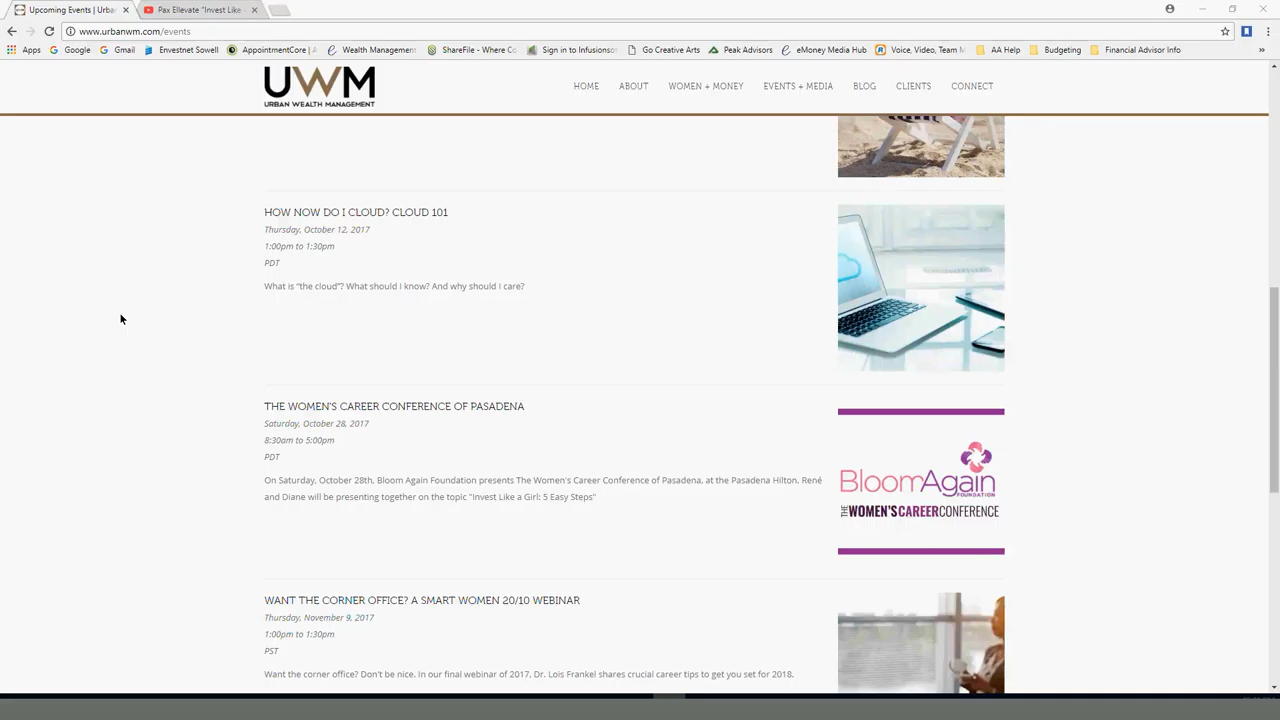 Upcoming Events | Urba
Pax Ellevate "Invest Like
www.urbanwm.com/events
Apps
Google
Gmail
Envestnet Sowell
AppointmentCore | A
Wealth Management
ShareFile - Where Co
Sign in to Infusionso
Go Creative Arts
Peak Advisors
eMoney Media Hub
Voice, Video, Team M
AA Help
Budgeting
Financial Advisor Info
UWM
URBAN WEALTH MANAGEMENT
HOME
ABOUT
WOMEN + MONEY
EVENTS + MEDIA
BLOG
CLIENTS
CONNECT
HOW NOW DO I CLOUD? CLOUD 101
Thursday, October 12, 2017
1:00pm to 1:30pm
PDT
What is "the cloud"? What should I know? And why should I care?
THE WOMEN'S CAREER CONFERENCE OF PASADENA
Saturday, October 28, 2017
8:30am to 5:00pm
PDT
On Saturday, October 28th, Bloom Again Foundation presents The Women's Career Conference of Pasadena, at the Pasadena Hilton. René
and Diane will be presenting together on the topic "Invest Like a Girl: 5 Easy Steps"
BloomAgain
FOUNDATION
THE WOMEN'SCAREERCONFERENCE
WANT THE CORNER OFFICE? A SMART WOMEN 20/10 WEBINAR
Thursday, November 9, 2017
1:00pm to 1:30pm
PST
Want the corner office? Don't be nice. In our final webinar of 2017, Dr. Lois Frankel shares crucial career tips to get you set for 2018.